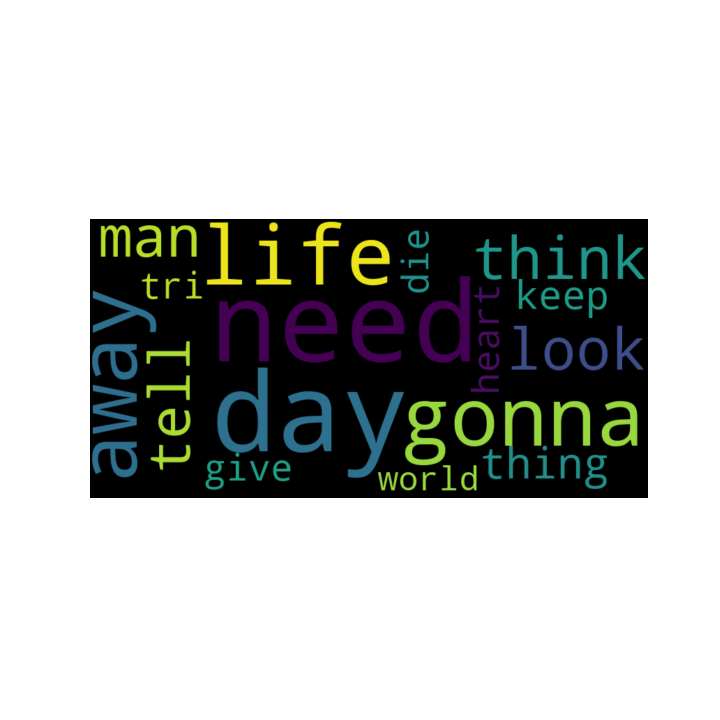 man
life
die
think
tri
keep
need
heart
away
tell
look
day
gonna
give
world
thing